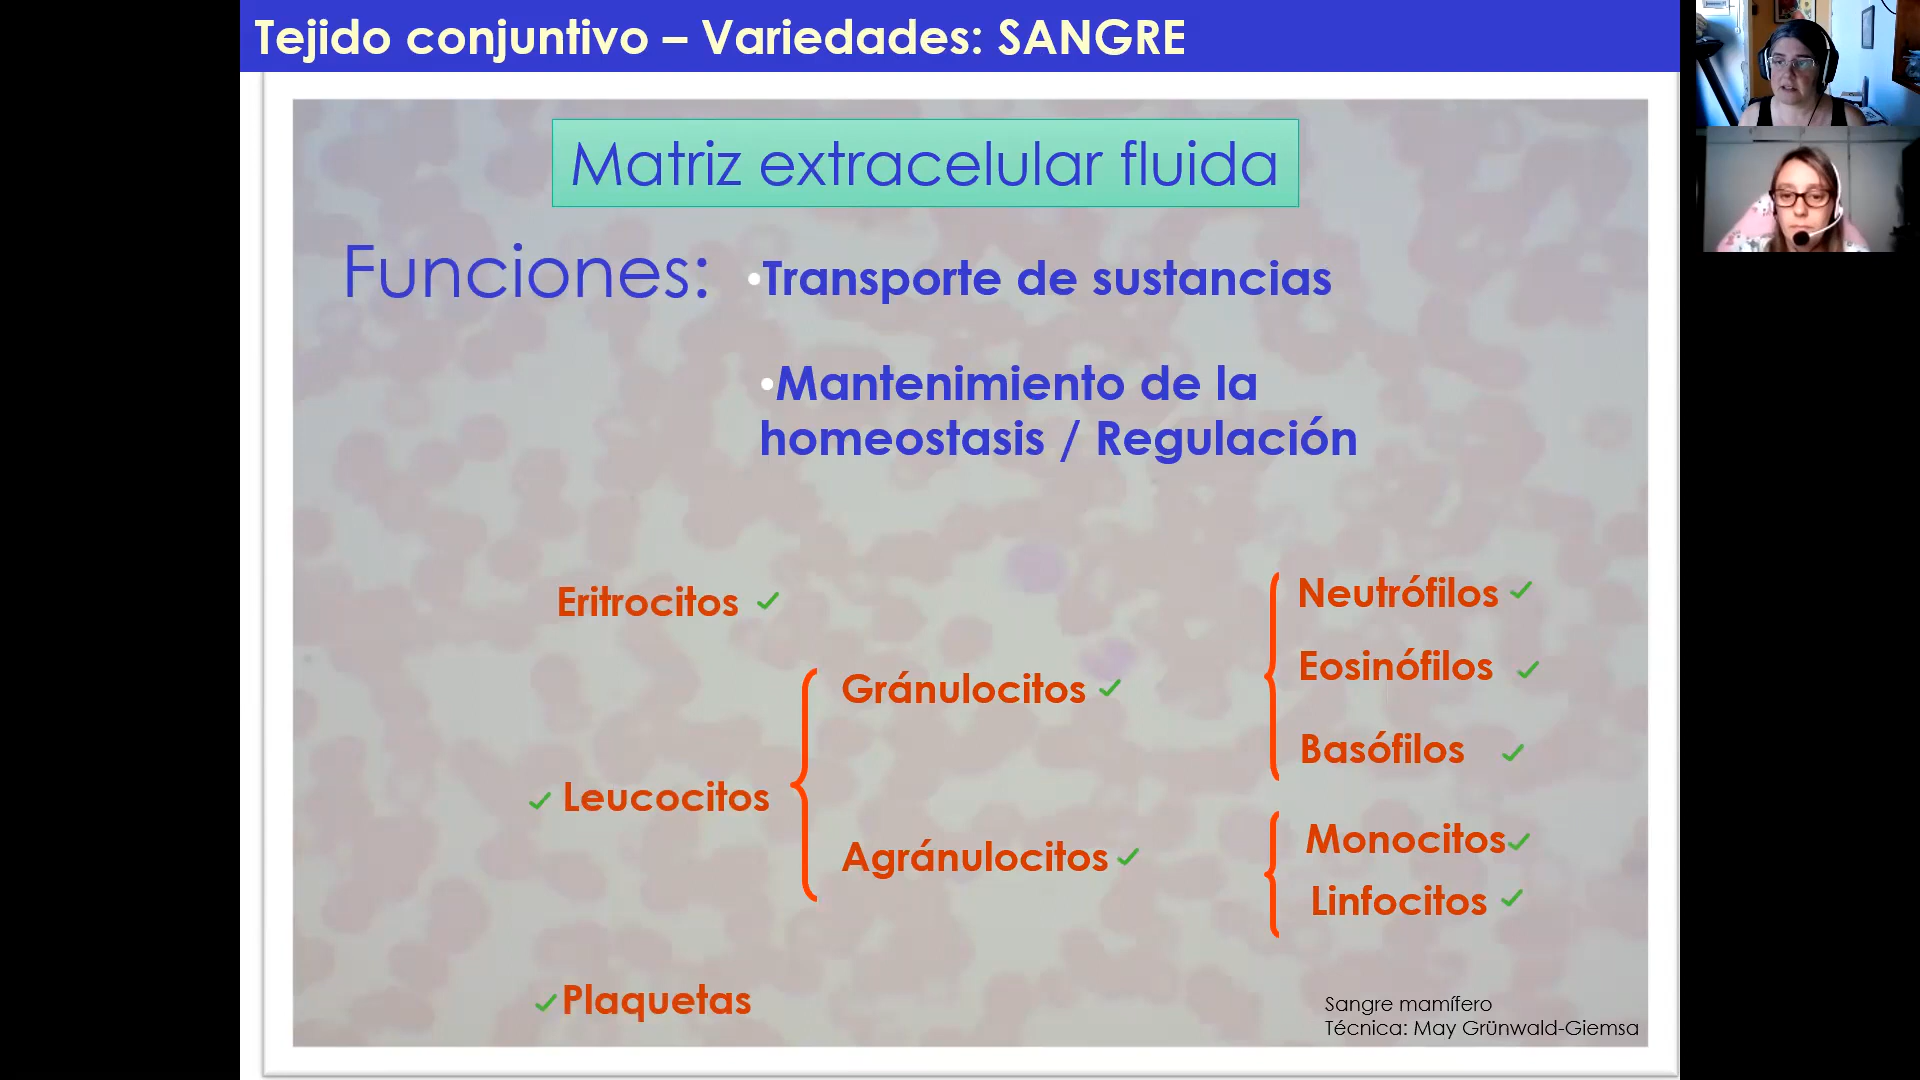 Tejido conjuntivo – Variedades: SANGRE
Matriz extracelular fluida
Funciones:
•Transporte de sustancias
•Mantenimiento de la
homeostasis / Regulación
Eritrocitos ✓
✓ Leucocitos
Gránulocitos ✓
Agránulocitos ✓
Neutrófilos ✓
Eosinófilos ✓
Basófilos ✓
Monocitos ✓
Linfocitos ✓
✓ Plaquetas
Sangre mamífero
Técnica: May Grünwald-Giemsa